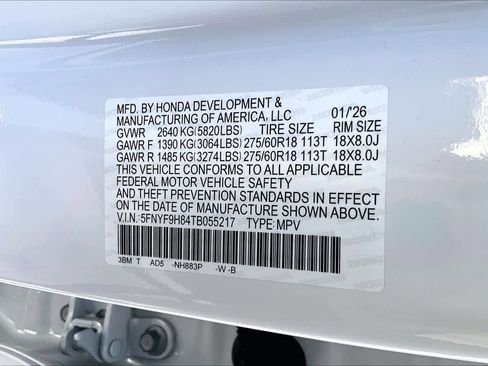 MFD. BY HONDA DEVELOPMENT &
MANUFACTURING OF AMERICA, LLC 01/'26
GVWR 2640 KG(5820LBS) TIRE SIZE RIM SIZE
GAWR F 1390 KG(3064LBS) 275/60R18 113T 18X8.0J
GAWR R 1485 KG(3274LBS) 275/60R18 113T 18X8.0J
THIS VEHICLE CONFORMS TO ALL APPLICABLE
FEDERAL MOTOR VEHICLE SAFETY
AND THEFT PREVENTION STANDARDS IN EFFECT
ON THE DATE OF MANUFACTURE SHOWN ABOVE.
V.I.N.: 5FNYF9H84TB055217 TYPE: MPV
3BM T AD5 -NH883P -W -B